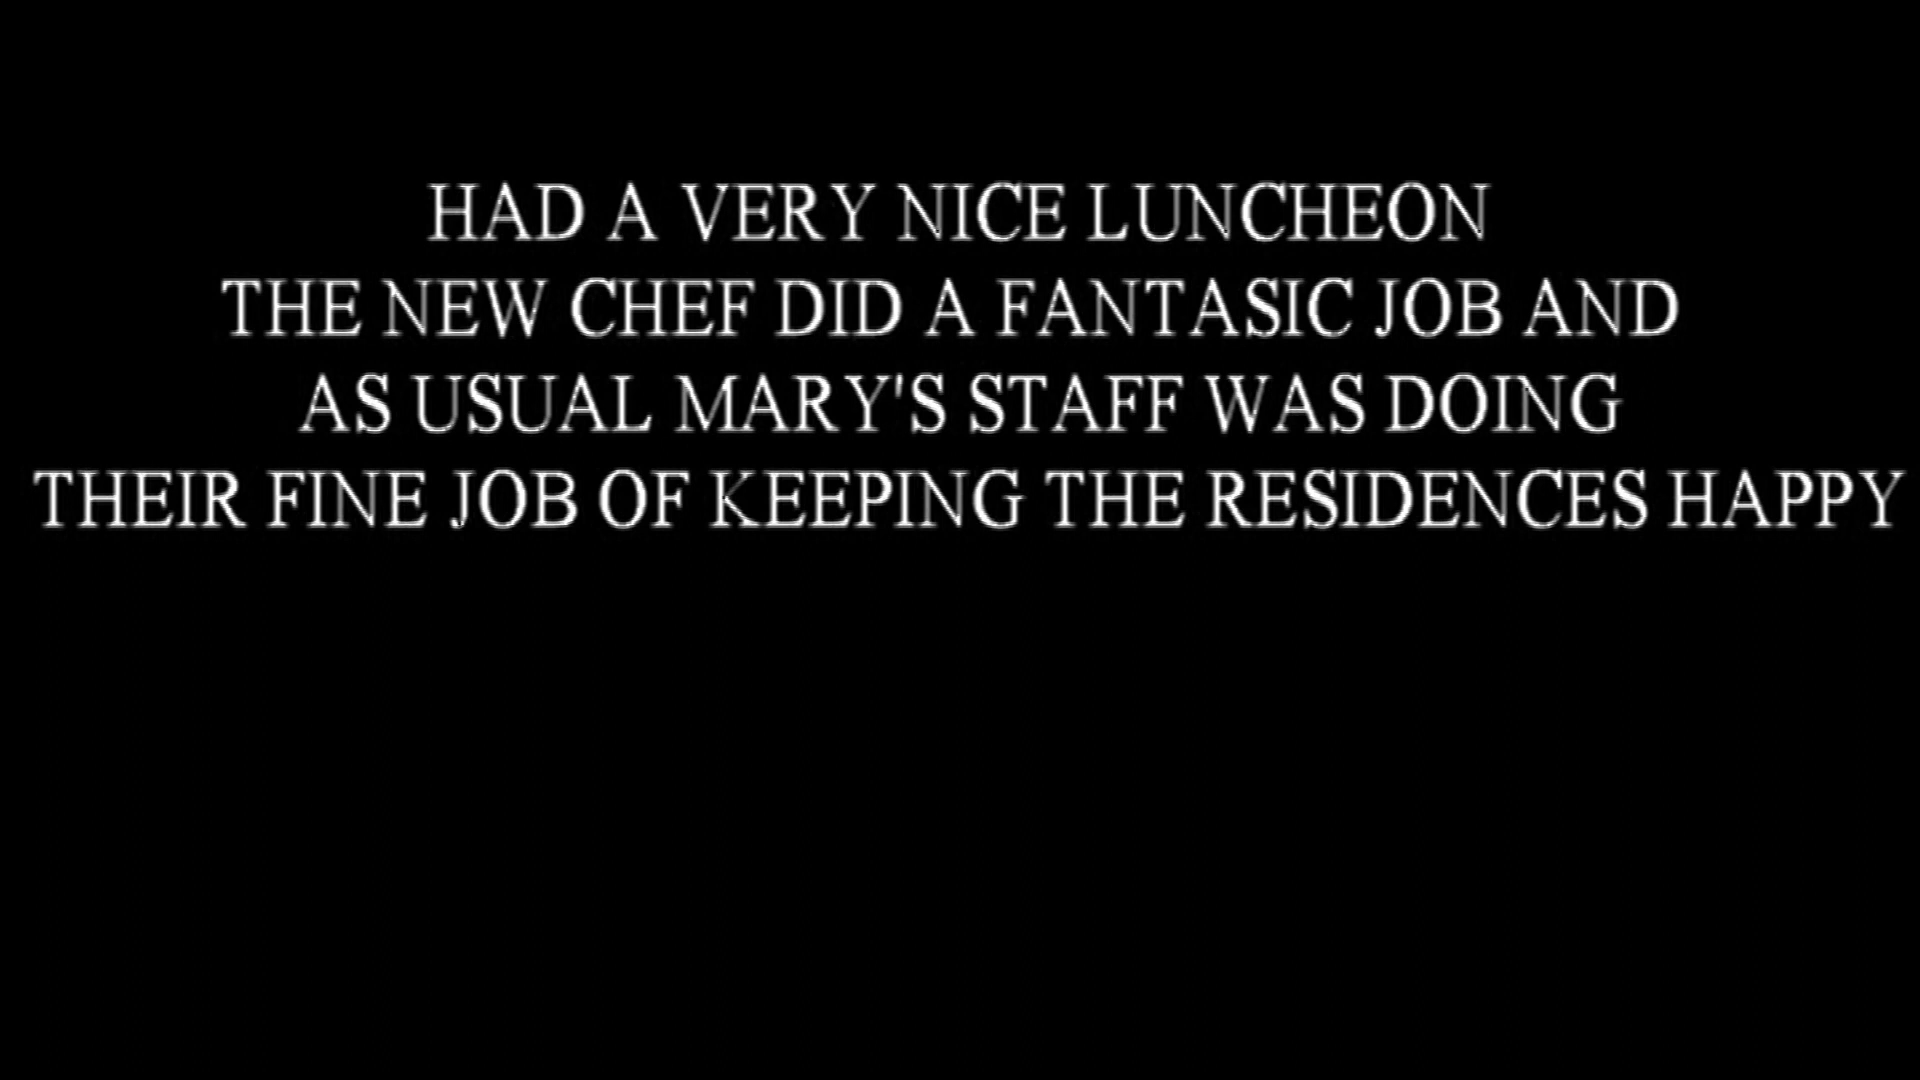 HAD A VERY NICE LUNCHEON
THE NEW CHEF DID A FANTASIC JOB AND
AS USUAL MARY'S STAFF WAS DOING
THEIR FINE JOB OF KEEPING THE RESIDENCES HAPPY